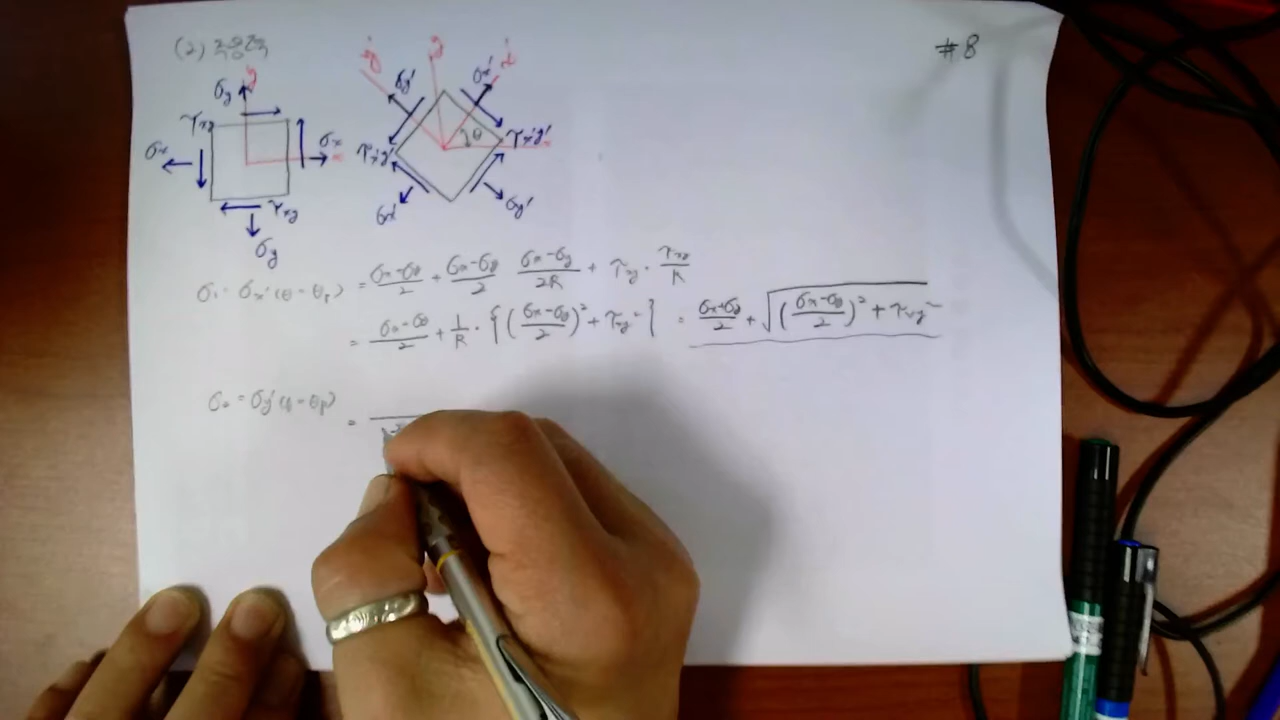 (2) 주응력
#8
y
σy
τxy
σx
σx
x
τxy
σy
y'
y
x'
σy'
σx'
θ
τx'y'
τx'y'
x
σx'
σy'
σ₁ = σx'(θ=θp) = σx-σy/2 + σx-σy/2 · σx-σy/2R + τxy · τxy/R
= σx-σy/2 + 1/R · {(σx-σy/2)² + τxy²} = σx+σy/2 + √(σx-σy/2)² + τxy²
σ₂ = σy'(θ=θp) =